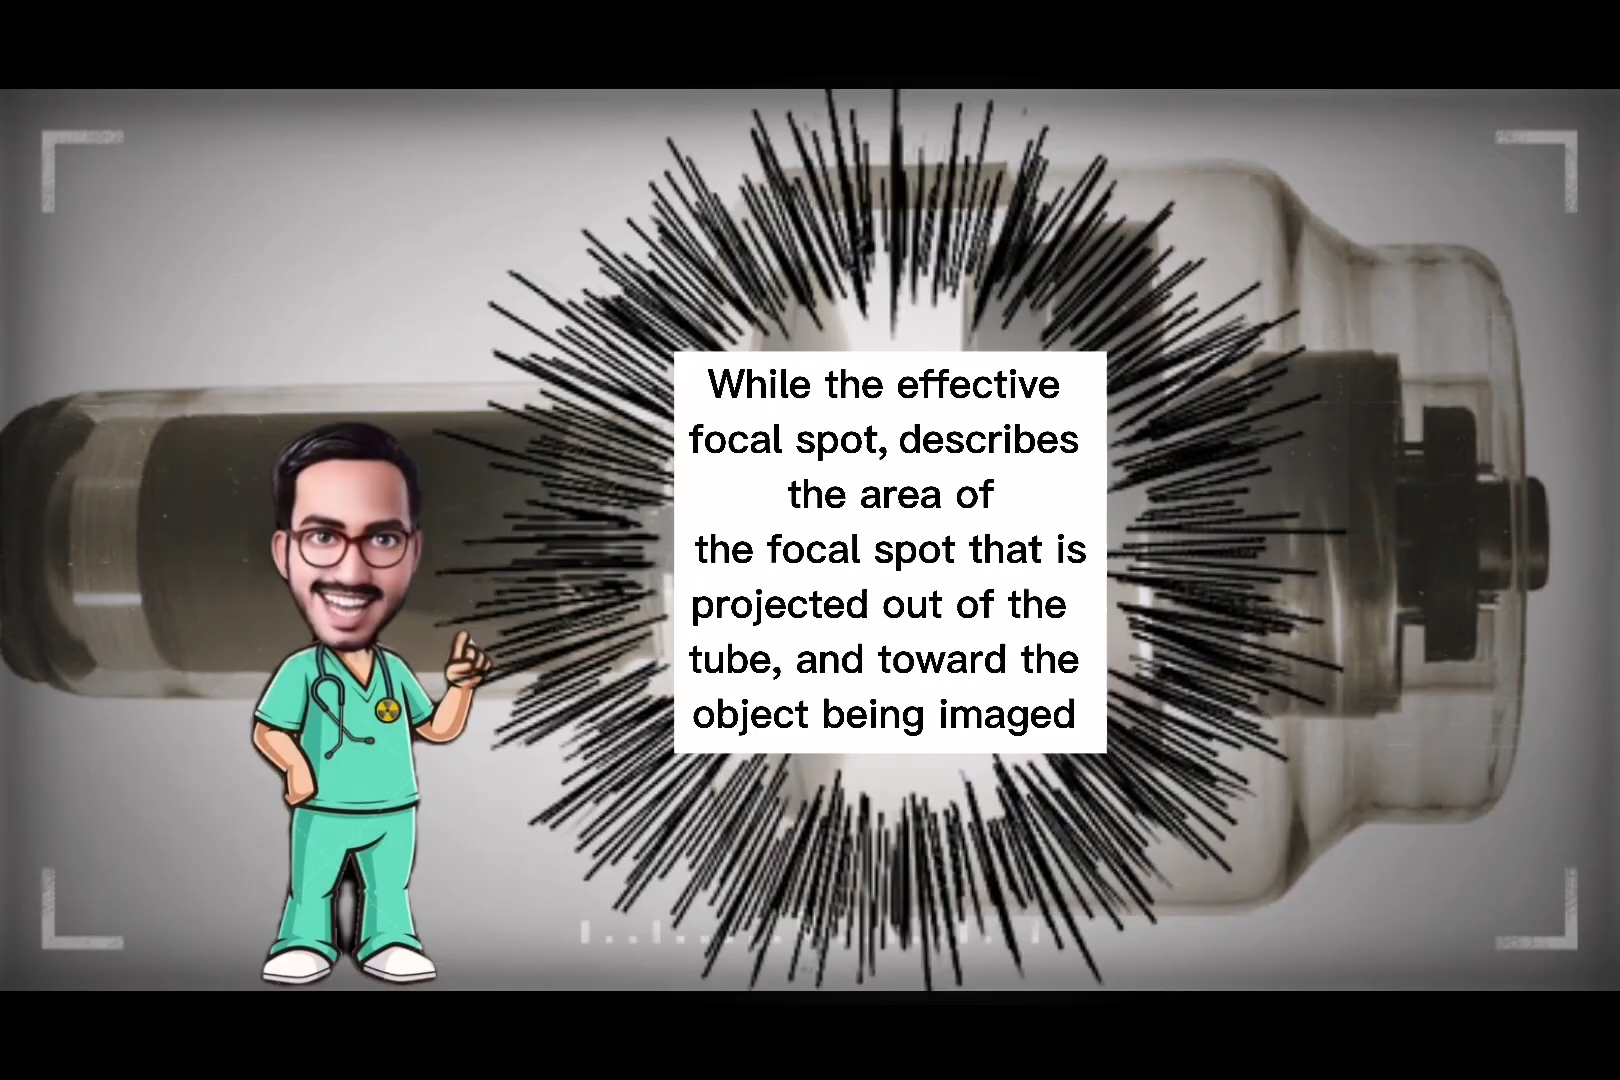 While the effective
focal spot, describes
the area of
the focal spot that is
projected out of the
tube, and toward the
object being imaged